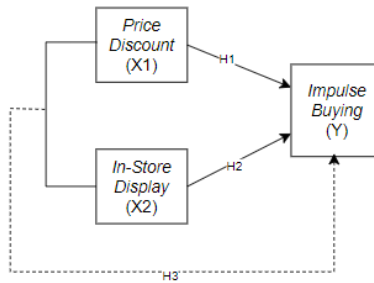 Price
Discount
(X1)
H1
Impulse
Buying
(Y)
In-Store
Display
(X2)
H2
H3